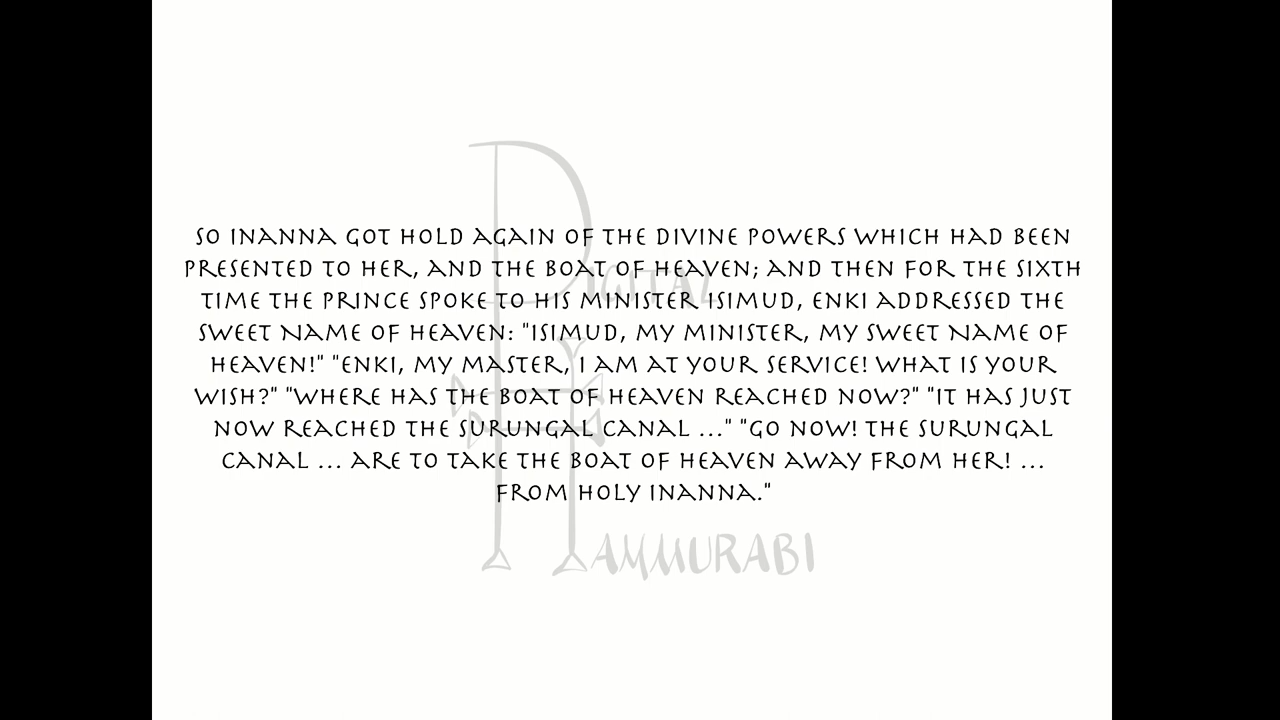 SO INANNA GOT HOLD AGAIN OF THE DIVINE POWERS WHICH HAD BEEN
PRESENTED TO HER, AND THE BOAT OF HEAVEN; AND THEN FOR THE SIXTH
TIME THE PRINCE SPOKE TO HIS MINISTER ISIMUD, ENKI ADDRESSED THE
SWEET NAME OF HEAVEN: "ISIMUD, MY MINISTER, MY SWEET NAME OF
HEAVEN!" "ENKI, MY MASTER, I AM AT YOUR SERVICE! WHAT IS YOUR
WISH?" "WHERE HAS THE BOAT OF HEAVEN REACHED NOW?" "IT HAS JUST
NOW REACHED THE SURUNGAL CANAL ..." "GO NOW! THE SURUNGAL
CANAL ... ARE TO TAKE THE BOAT OF HEAVEN AWAY FROM HER! ...
FROM HOLY INANNA."
DIGITAL
HAMMURABI